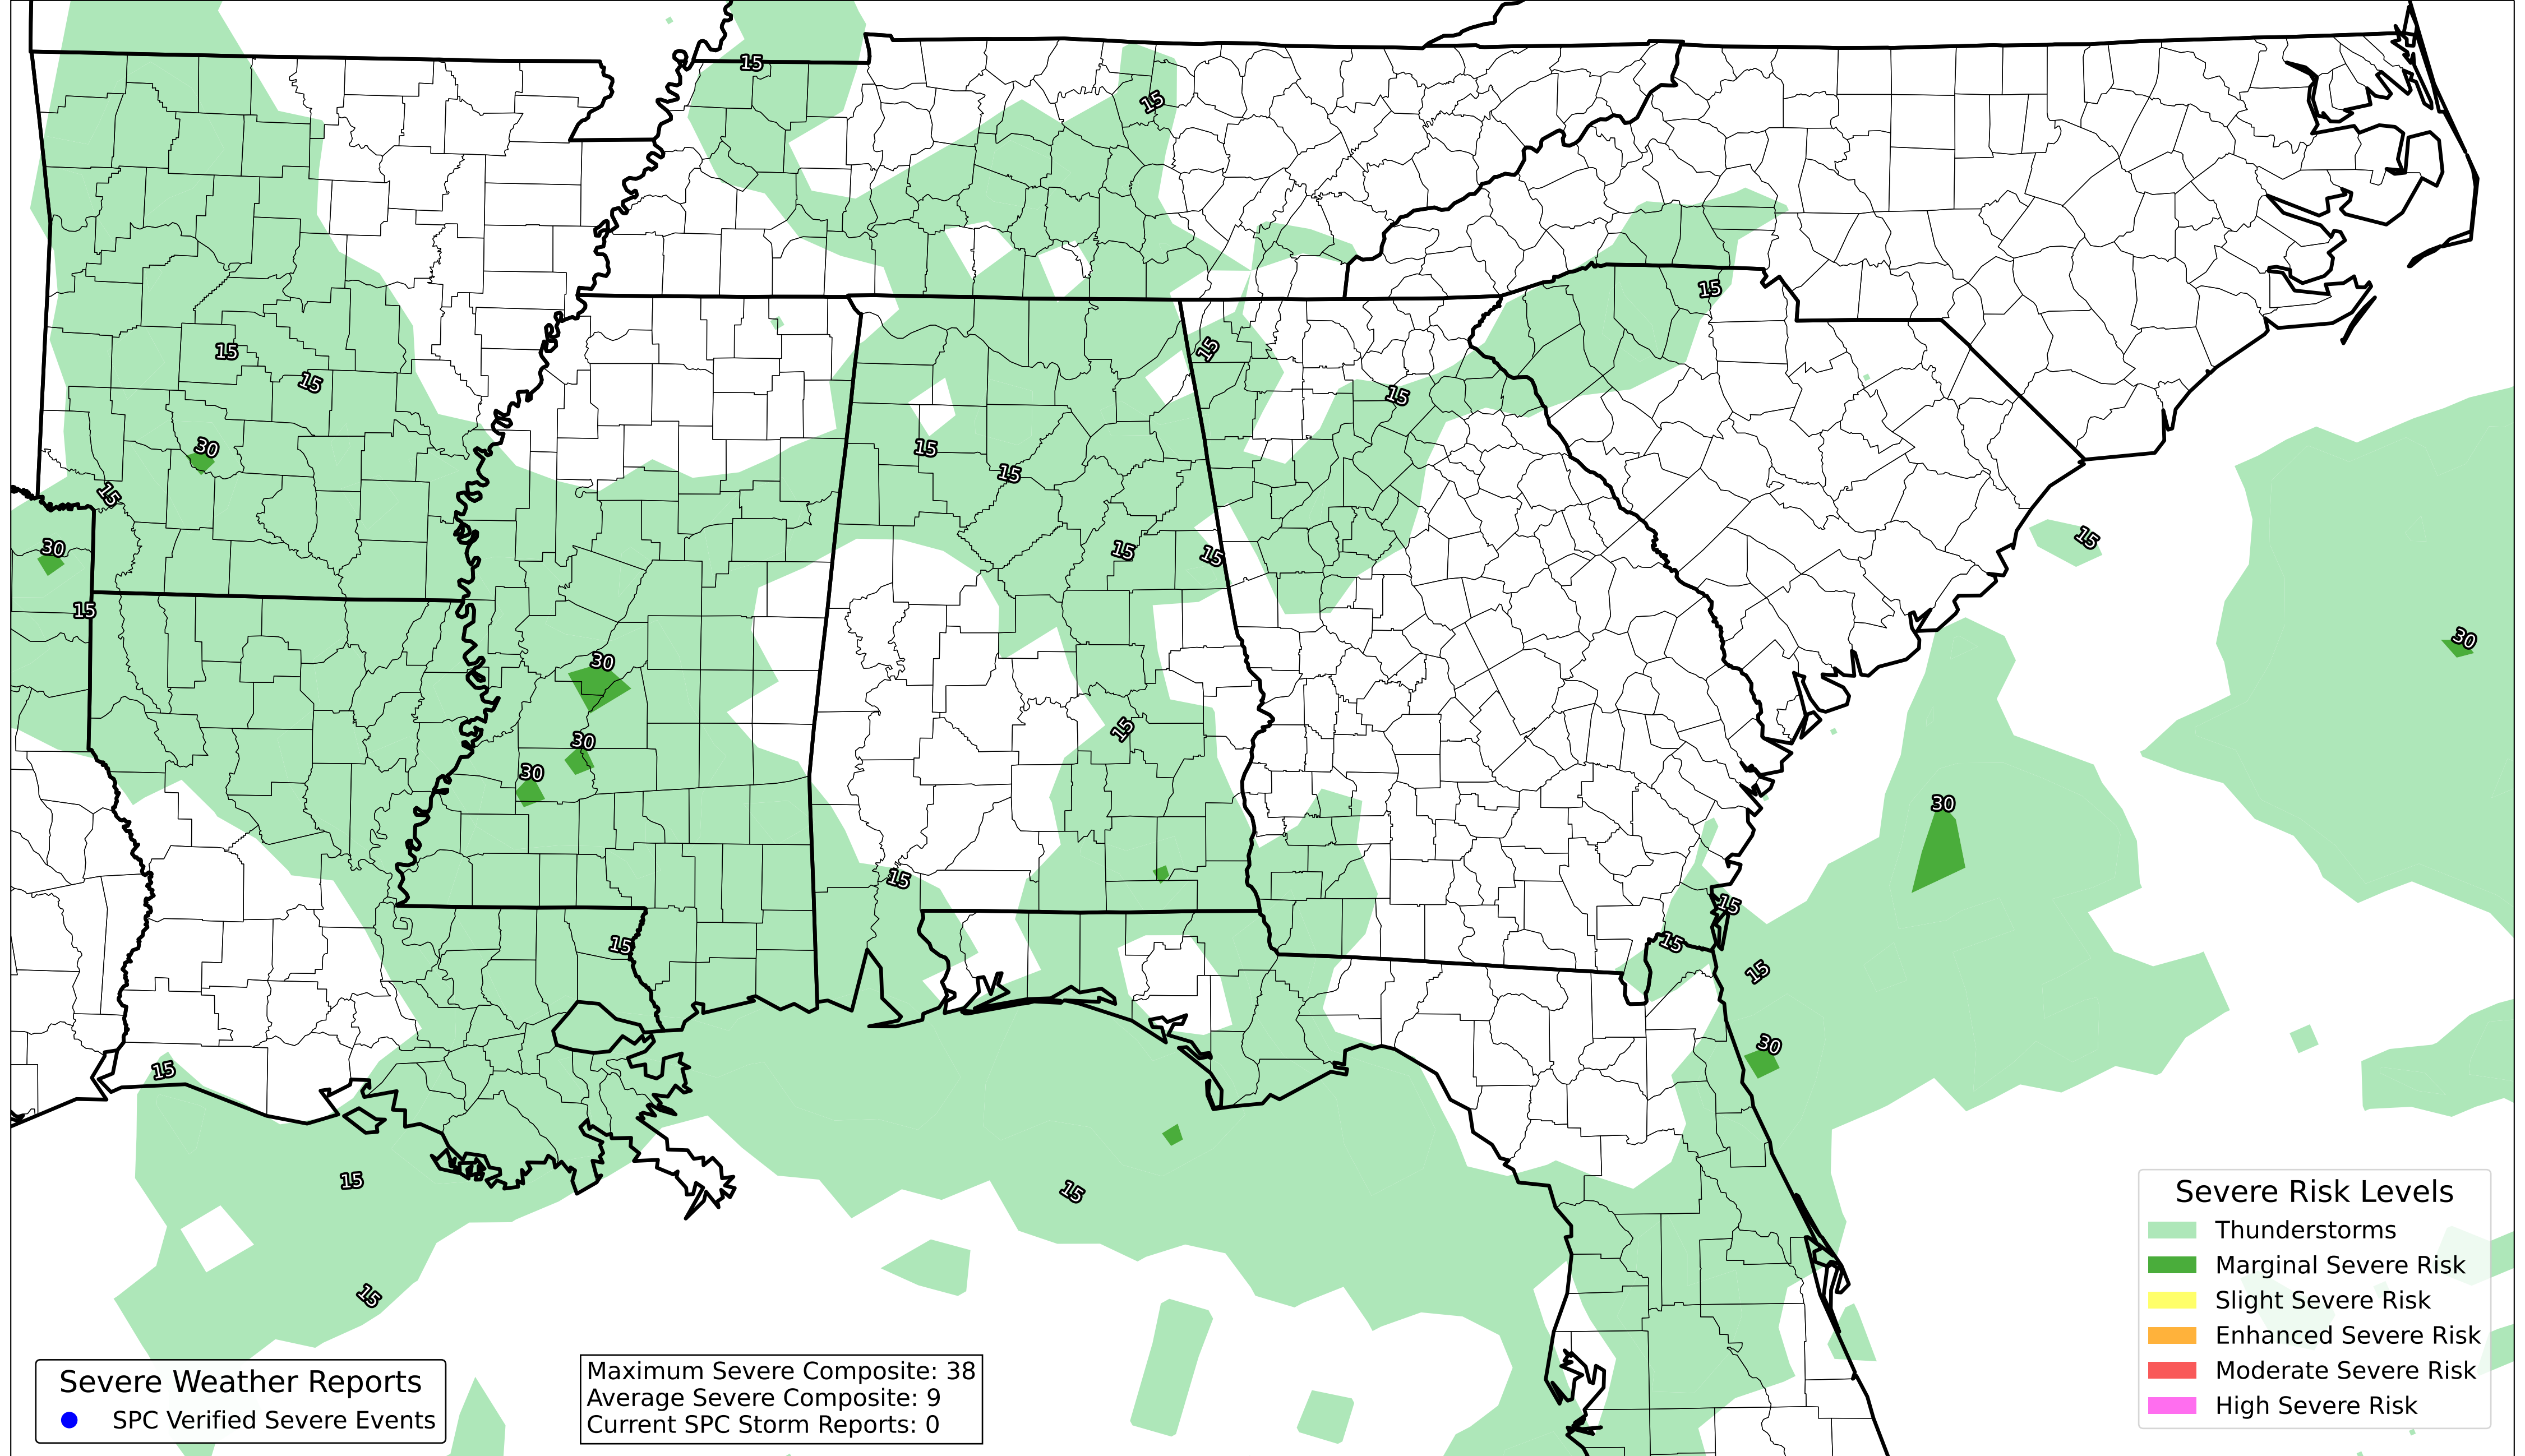 15
15
15
15
15
15
15
30
15
15
15
30
15
15
15
30
15
30
30
15
30
30
15
15
15
15
15
30
15
15
15
15
Severe Risk Levels
Thunderstorms
Marginal Severe Risk
Slight Severe Risk
Enhanced Severe Risk
Moderate Severe Risk
High Severe Risk
Severe Weather Reports
SPC Verified Severe Events
Maximum Severe Composite: 38
Average Severe Composite: 9
Current SPC Storm Reports: 0